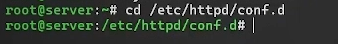 root@server:~# cd /etc/httpd/conf.d
root@server:/etc/httpd/conf.d#